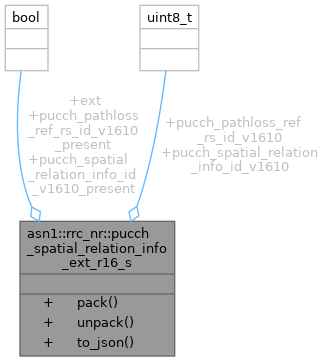 bool
uint8_t
+ext
+pucch_pathloss
_ref_rs_id_v1610
_present
+pucch_spatial
_relation_info_id
_v1610_present
+pucch_pathloss_ref
_rs_id_v1610
+pucch_spatial_relation
_info_id_v1610
asn1::rrc_nr::pucch
_spatial_relation_info
_ext_r16_s
+ pack()
+ unpack()
+ to_json()